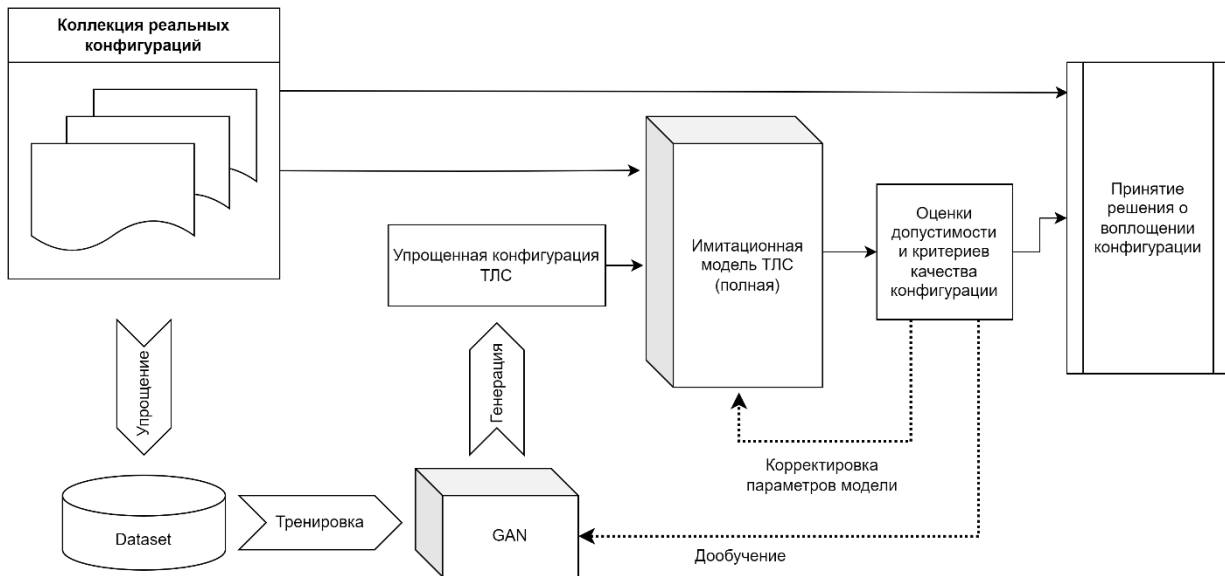 Коллекция реальных
конфигураций
Упрощенная конфигурация
ТЛС
Имитационная
модель ТЛС
(полная)
Оценки
допустимости
и критериев
качества
конфигурации
Принятие
решения о
воплощении
конфигурации
Упрощение
Генерация
Корректировка
параметров модели
Dataset
Тренировка
GAN
Дообучение